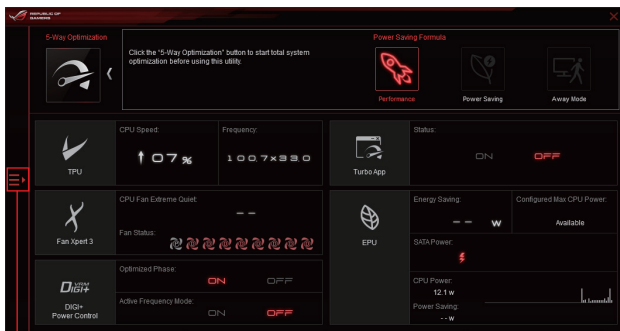 REPUBLIC OF
GAMERS
5-Way Optimization
Click the "5-Way Optimization" button to start total system
optimization before using this utility.
Power Saving Formula
Performance
Power Saving
Away Mode
TPU
CPU Speed:
↑ 07 %
Frequency:
100.7x33.0
Turbo App
Status:
ON OFF
Fan Xpert 3
CPU Fan Extreme Quiet:
--
Fan Status:
EPU
Energy Saving:
-- W
Configured Max CPU Power:
Available
SATA Power:
CPU Power:
12.1 w
Power Saving:
-- w
DIGI+ VRM
DIGI+
Power Control
Optimized Phase:
ON OFF
Active Frequency Mode:
ON OFF